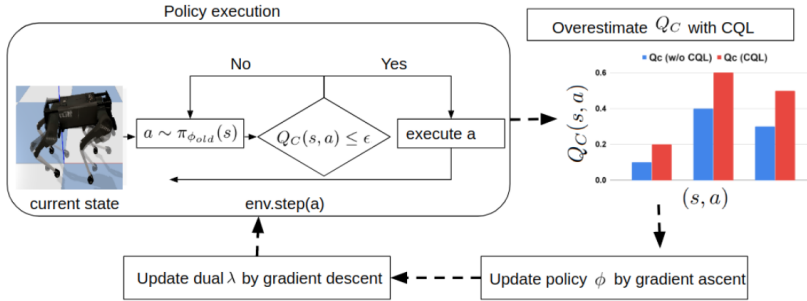 Policy execution
No
Yes
a ∼ π_{ϕ_{old}}(s)
Q_C(s, a) ≤ ϵ
execute a
current state
env.step(a)
Overestimate Q_C with CQL
Qc (w/o CQL) Qc (CQL)
Q_C(s, a)
0.6
0.4
0.2
0.0
(s, a)
Update dual λ by gradient descent
Update policy ϕ by gradient ascent